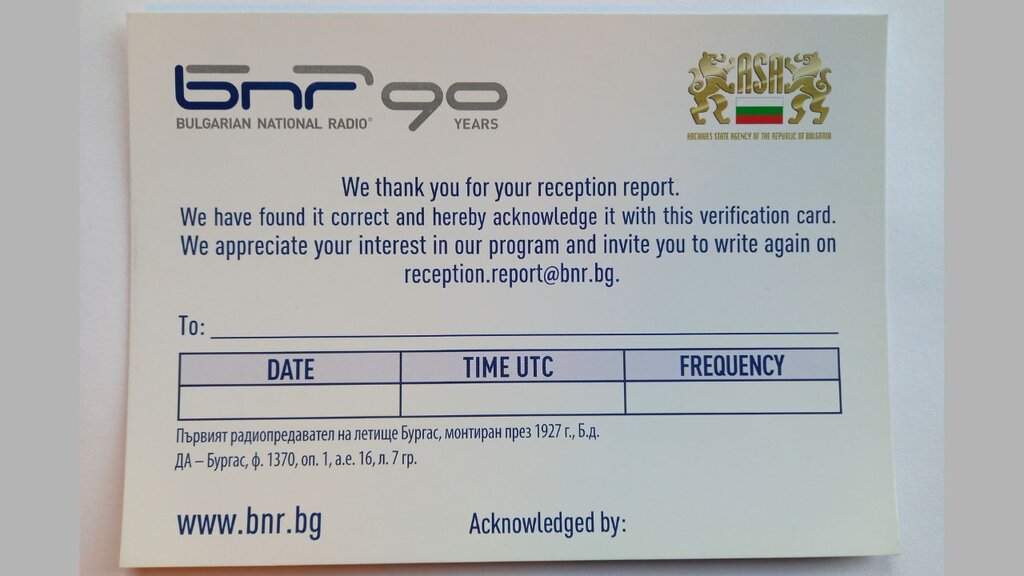 bnr 90
BULGARIAN NATIONAL RADIO® YEARS
ASA
ARCHIVES STATE AGENCY OF THE REPUBLIC OF BULGARIA
We thank you for your reception report.
We have found it correct and hereby acknowledge it with this verification card.
We appreciate your interest in our program and invite you to write again on
reception.report@bnr.bg.
To:
DATE TIME UTC FREQUENCY
Първият радиопредавател на летище Бургас, монтиран през 1927 г., Б.д.
ДА – Бургас, ф. 1370, оп. 1, а.е. 16, л. 7 гр.
www.bnr.bg Acknowledged by: